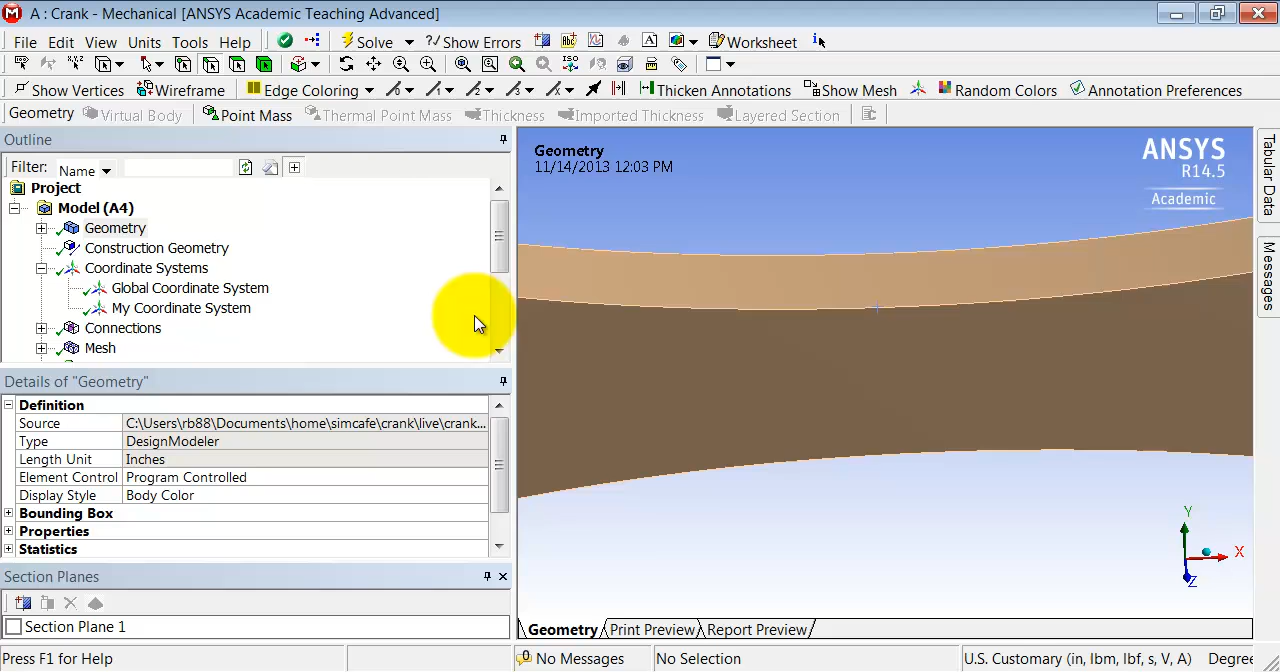 A : Crank - Mechanical [ANSYS Academic Teaching Advanced]
File Edit View Units Tools Help Solve Show Errors Worksheet
Show Vertices Wireframe Edge Coloring Thicken Annotations Show Mesh Random Colors Annotation Preferences
Geometry Virtual Body Point Mass Thermal Point Mass Thickness Imported Thickness Layered Section
Outline
Filter: Name
Project
Model (A4)
Geometry
Construction Geometry
Coordinate Systems
Global Coordinate System
My Coordinate System
Connections
Mesh
Details of "Geometry"
Definition
Source C:\Users\rb88\Documents\home\simcafe\crank\live\crank...
Type DesignModeler
Length Unit Inches
Element Control Program Controlled
Display Style Body Color
Bounding Box
Properties
Statistics
Section Planes
Section Plane 1
Geometry
11/14/2013 12:03 PM
ANSYS
R14.5
Academic
Y
X
Z
Tabular Data
Messages
Geometry Print Preview Report Preview
Press F1 for Help No Messages No Selection U.S. Customary (in, lbm, lbf, s, V, A) Degree